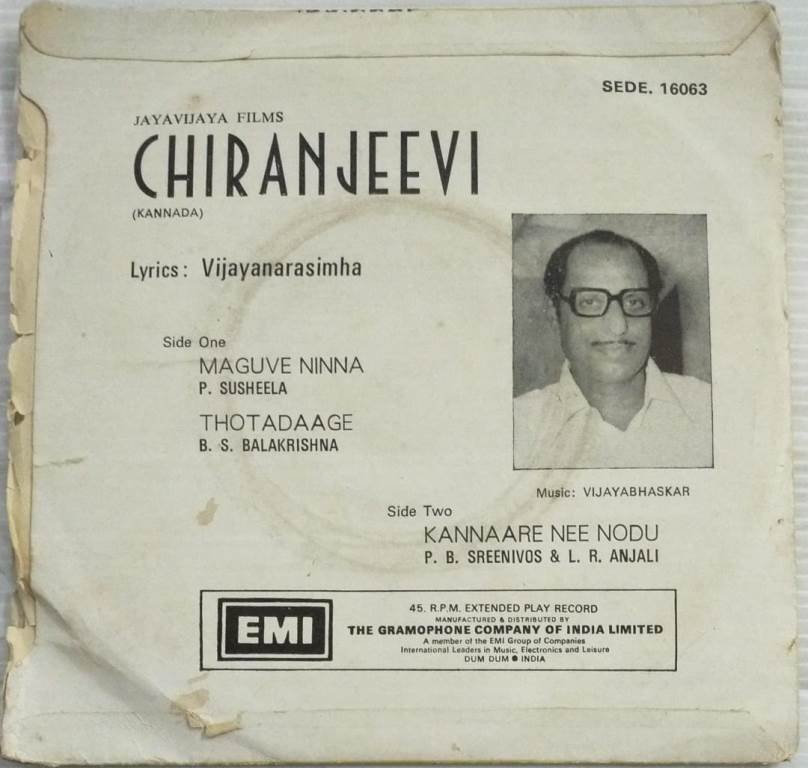 SEDE. 16063
JAYAVIJAYA FILMS
CHIRANJEEVI
(KANNADA)
Lyrics: Vijayanarasimha
Side One
MAGUVE NINNA
P. SUSHEELA
THOTADAAGE
B. S. BALAKRISHNA
Music: VIJAYABHASKAR
Side Two
KANNAARE NEE NODU
P. B. SREENIVOS & L. R. ANJALI
EMI
45. R.P.M. EXTENDED PLAY RECORD
MANUFACTURED & DISTRIBUTED BY
THE GRAMOPHONE COMPANY OF INDIA LIMITED
A member of the EMI Group of Companies
International Leaders in Music, Electronics and Leisure
DUM DUM ● INDIA